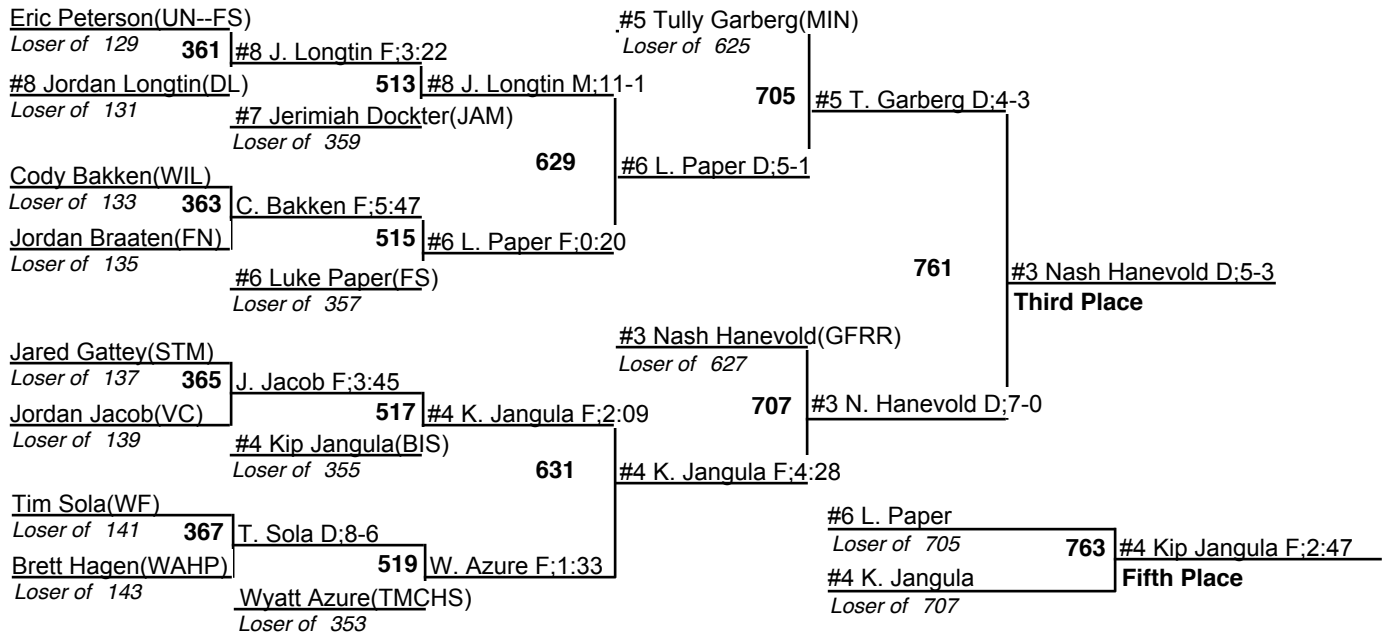 Eric Peterson(UN--FS)
Loser of 129
361
#8 J. Longtin F;3:22
#8 Jordan Longtin(DL)
Loser of 131
513
#8 J. Longtin M;11-1
#7 Jerimiah Dockter(JAM)
Loser of 359
629
Cody Bakken(WIL)
Loser of 133
363
C. Bakken F;5:47
Jordan Braaten(FN)
Loser of 135
515
#6 L. Paper F;0:20
#6 Luke Paper(FS)
Loser of 357
#5 Tully Garberg(MIN)
Loser of 625
705
#5 T. Garberg D;4-3
#6 L. Paper D;5-1
761
#3 Nash Hanevold D;5-3
Third Place
Jared Gattey(STM)
Loser of 137
365
J. Jacob F;3:45
Jordan Jacob(VC)
Loser of 139
517
#4 K. Jangula F;2:09
#4 Kip Jangula(BIS)
Loser of 355
631
Tim Sola(WF)
Loser of 141
367
T. Sola D;8-6
Brett Hagen(WAHP)
Loser of 143
519
W. Azure F;1:33
Wyatt Azure(TMCHS)
Loser of 353
#3 Nash Hanevold(GFRR)
Loser of 627
707
#3 N. Hanevold D;7-0
#4 K. Jangula F;4:28
#6 L. Paper
Loser of 705
763
#4 Kip Jangula F;2:47
#4 K. Jangula
Fifth Place
Loser of 707